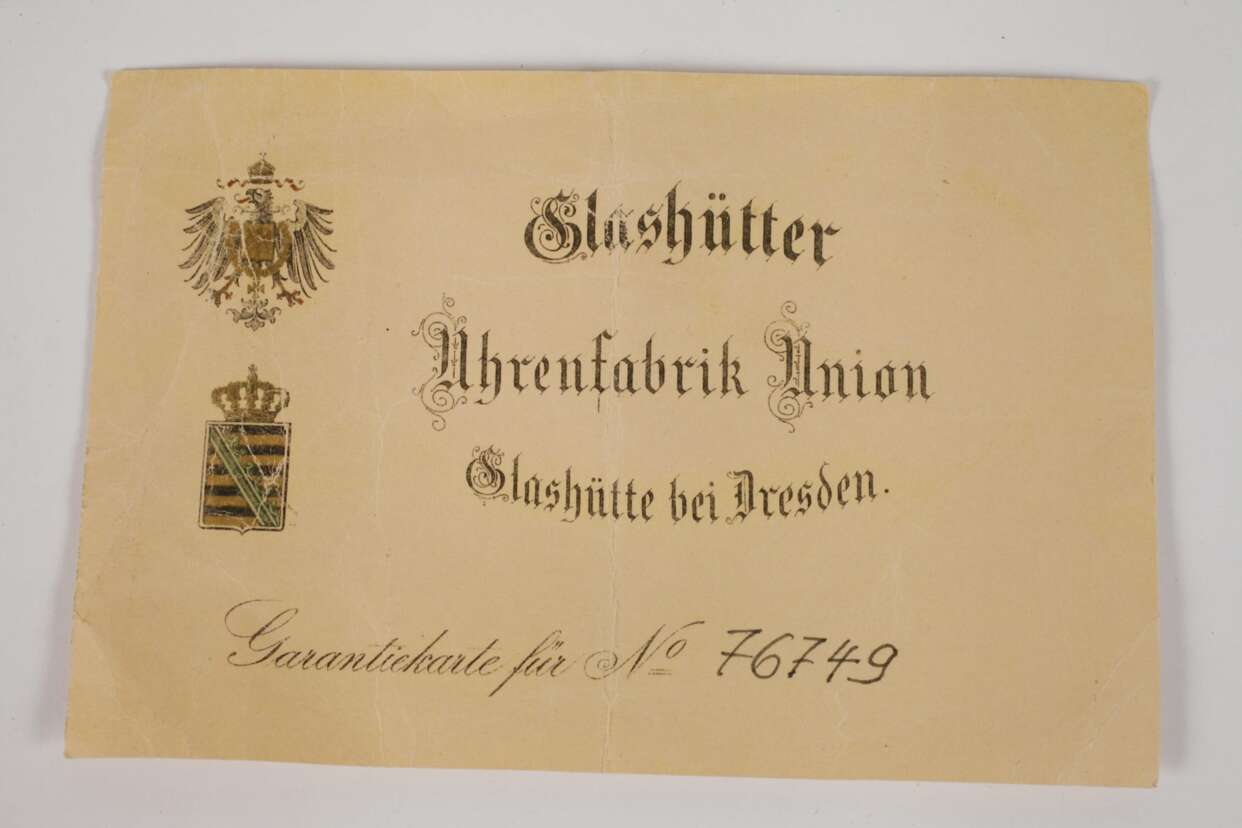 Glashütter
Uhrenfabrik Union
Glashütte bei Dresden.
Garantiekarte für No 76749